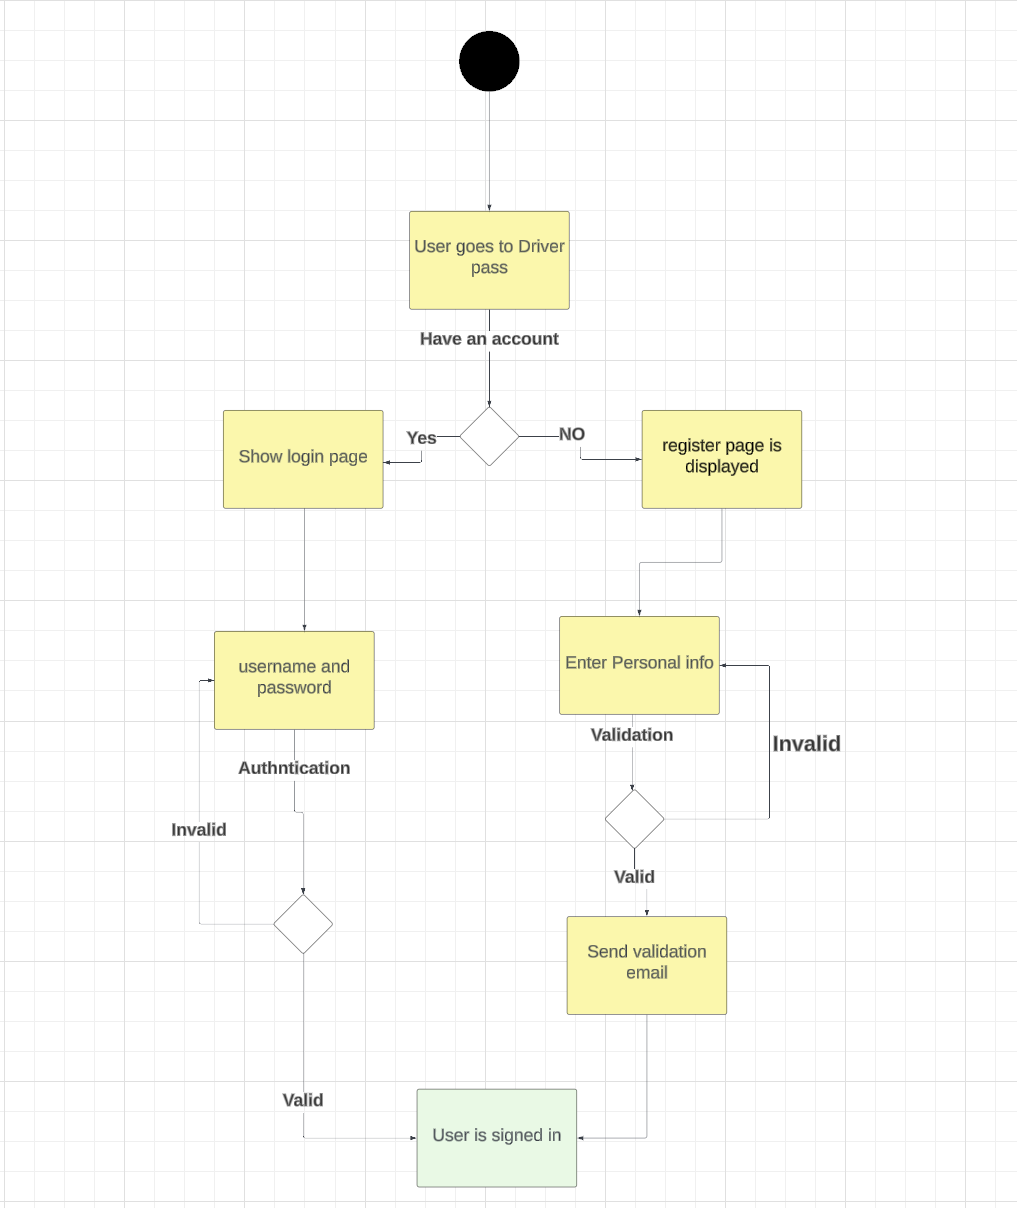 User goes to Driver
pass
Have an account
Yes
NO
Show login page
register page is
displayed
username and
password
Enter Personal info
Validation
Invalid
Authntication
Invalid
Valid
Send validation
email
Valid
User is signed in